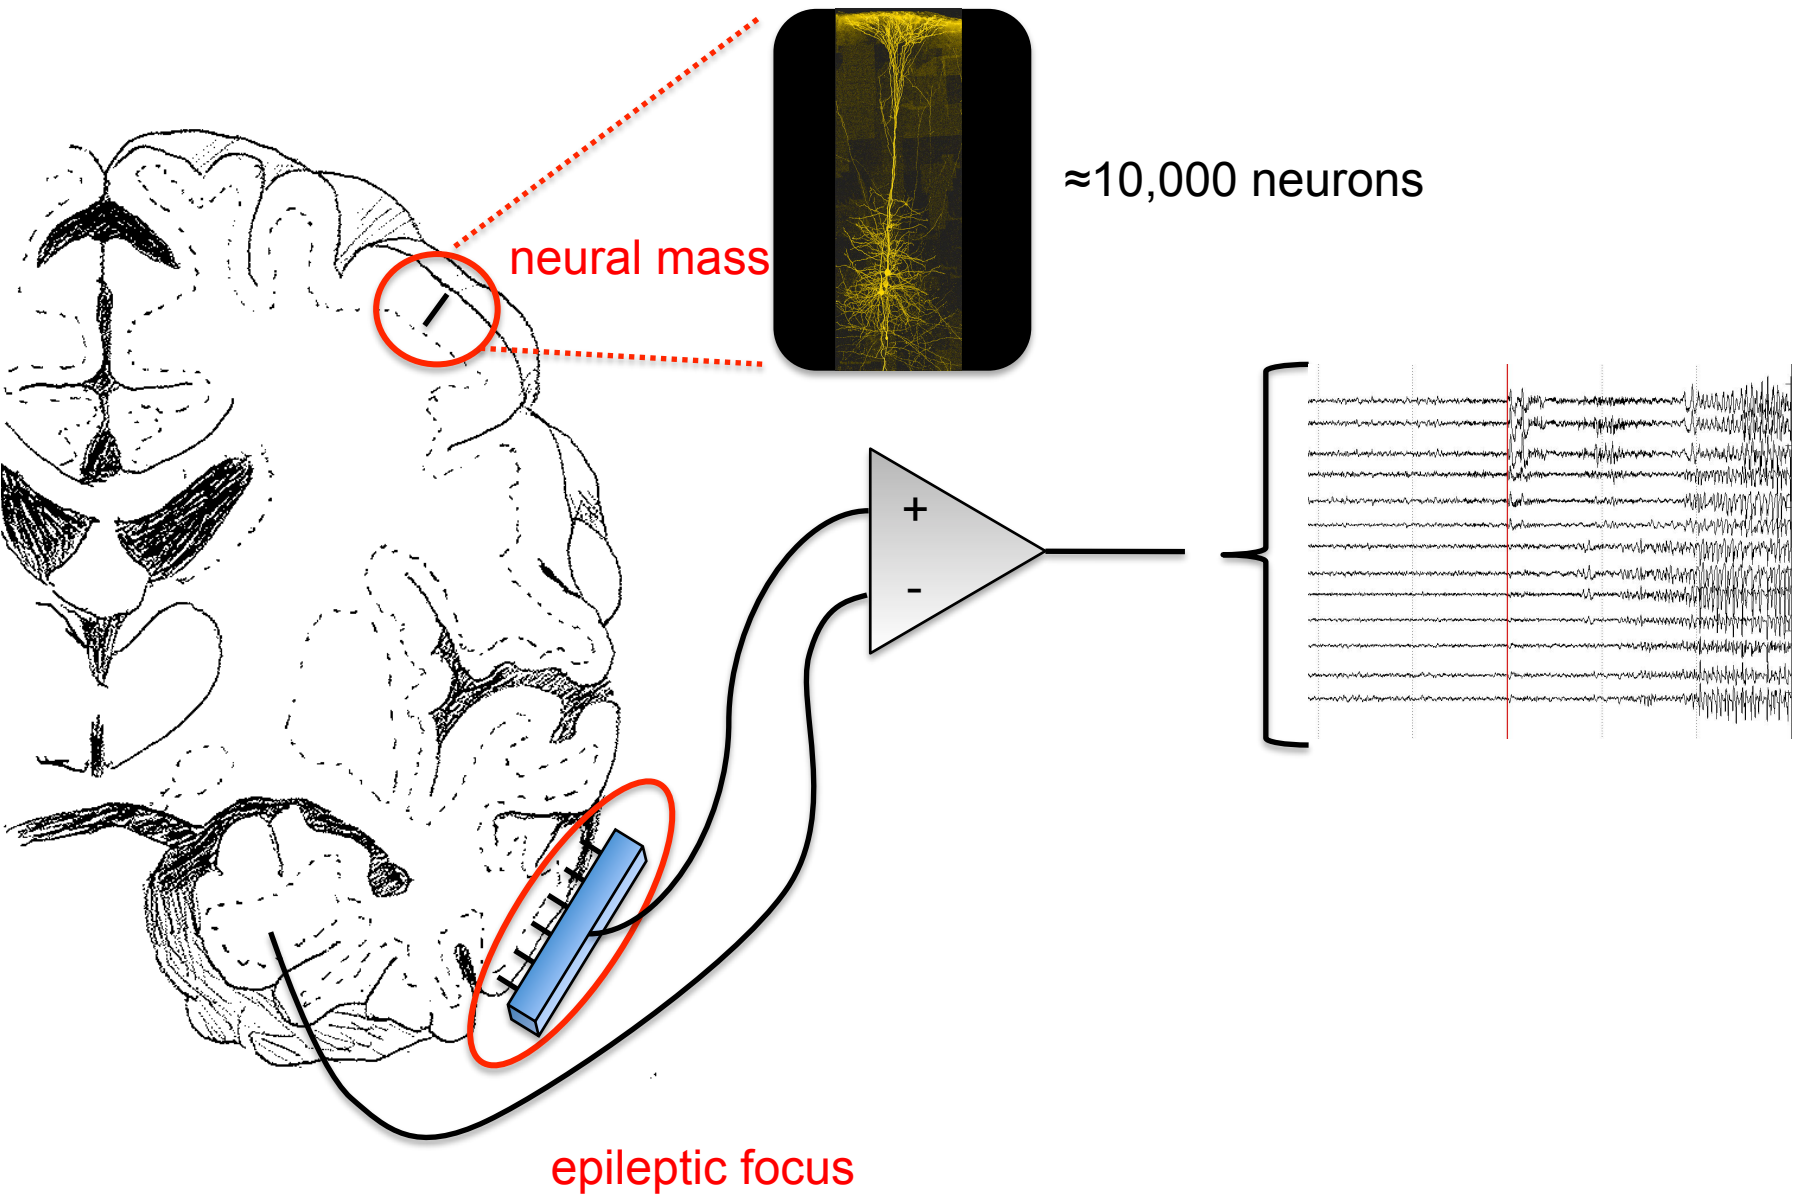 ≈10,000 neurons
neural mass
+
-
epileptic focus